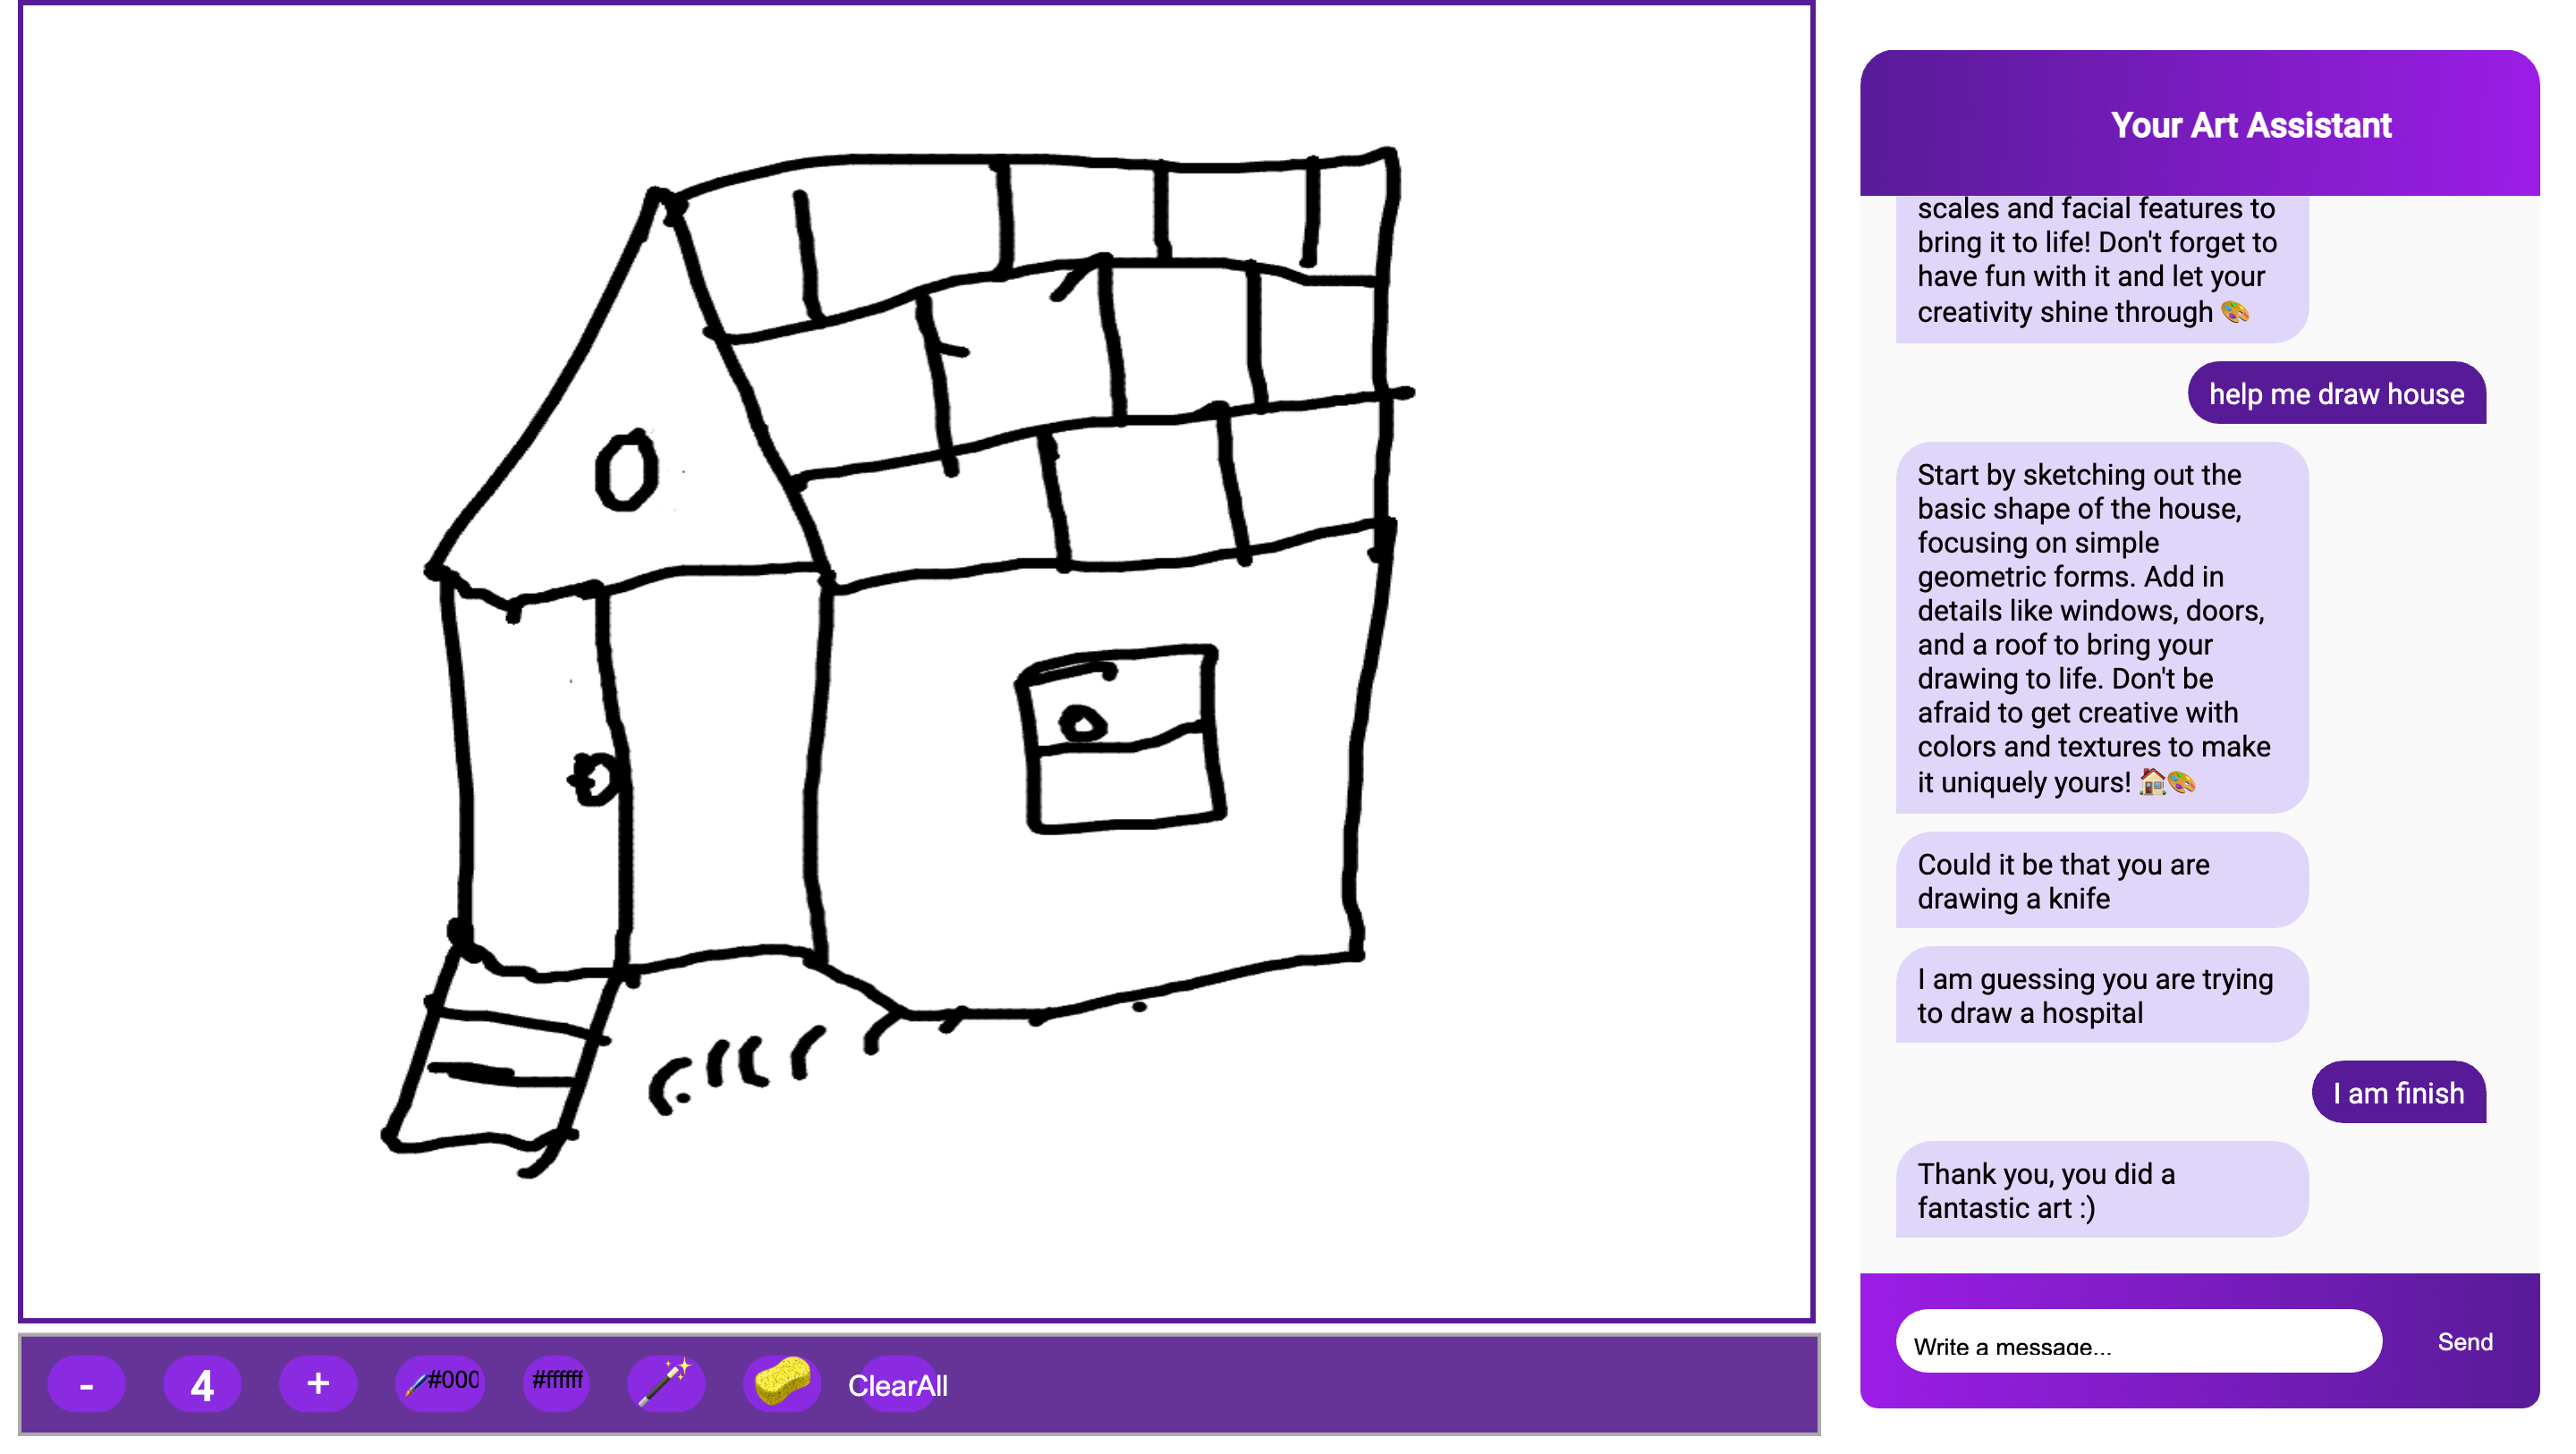 Your Art Assistant
scales and facial features to
bring it to life! Don't forget to
have fun with it and let your
creativity shine through 🎨
help me draw house
Start by sketching out the
basic shape of the house,
focusing on simple
geometric forms. Add in
details like windows, doors,
and a roof to bring your
drawing to life. Don't be
afraid to get creative with
colors and textures to make
it uniquely yours! 🏠🎨
Could it be that you are
drawing a knife
I am guessing you are trying
to draw a hospital
I am finish
Thank you, you did a
fantastic art :)
Write a message...
Send
- 4 + #000 #ffffff ClearAll